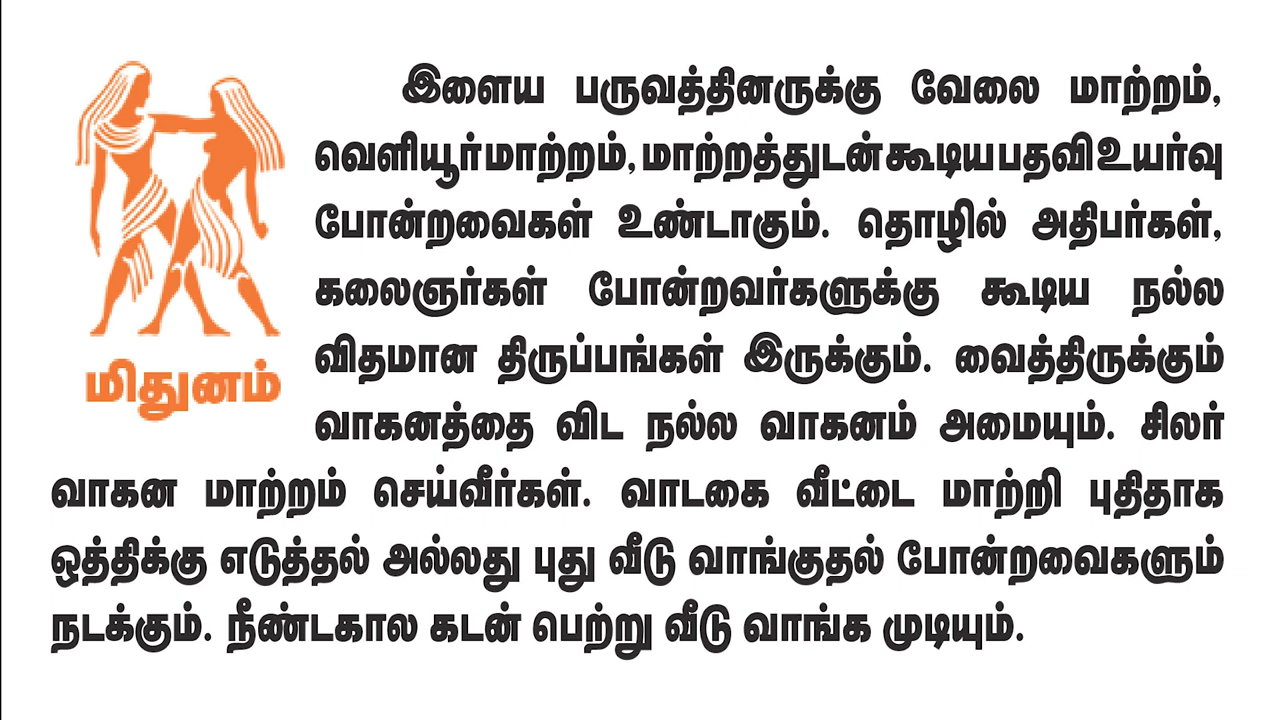 இளைய பருவத்தினருக்கு வேலை மாற்றம்,
வெளியூர் மாற்றம், மாற்றத்துடன் கூடிய பதவி உயர்வு
போன்றவைகள் உண்டாகும். தொழில் அதிபர்கள்,
கலைஞர்கள் போன்றவர்களுக்கு கூடிய நல்ல
விதமான திருப்பங்கள் இருக்கும். வைத்திருக்கும்
மிதுனம்
வாகனத்தை விட நல்ல வாகனம் அமையும். சிலர்
வாகன மாற்றம் செய்வீர்கள். வாடகை வீட்டை மாற்றி புதிதாக
ஒத்திக்கு எடுத்தல் அல்லது புது வீடு வாங்குதல் போன்றவைகளும்
நடக்கும். நீண்டகால கடன் பெற்று வீடு வாங்க முடியும்.